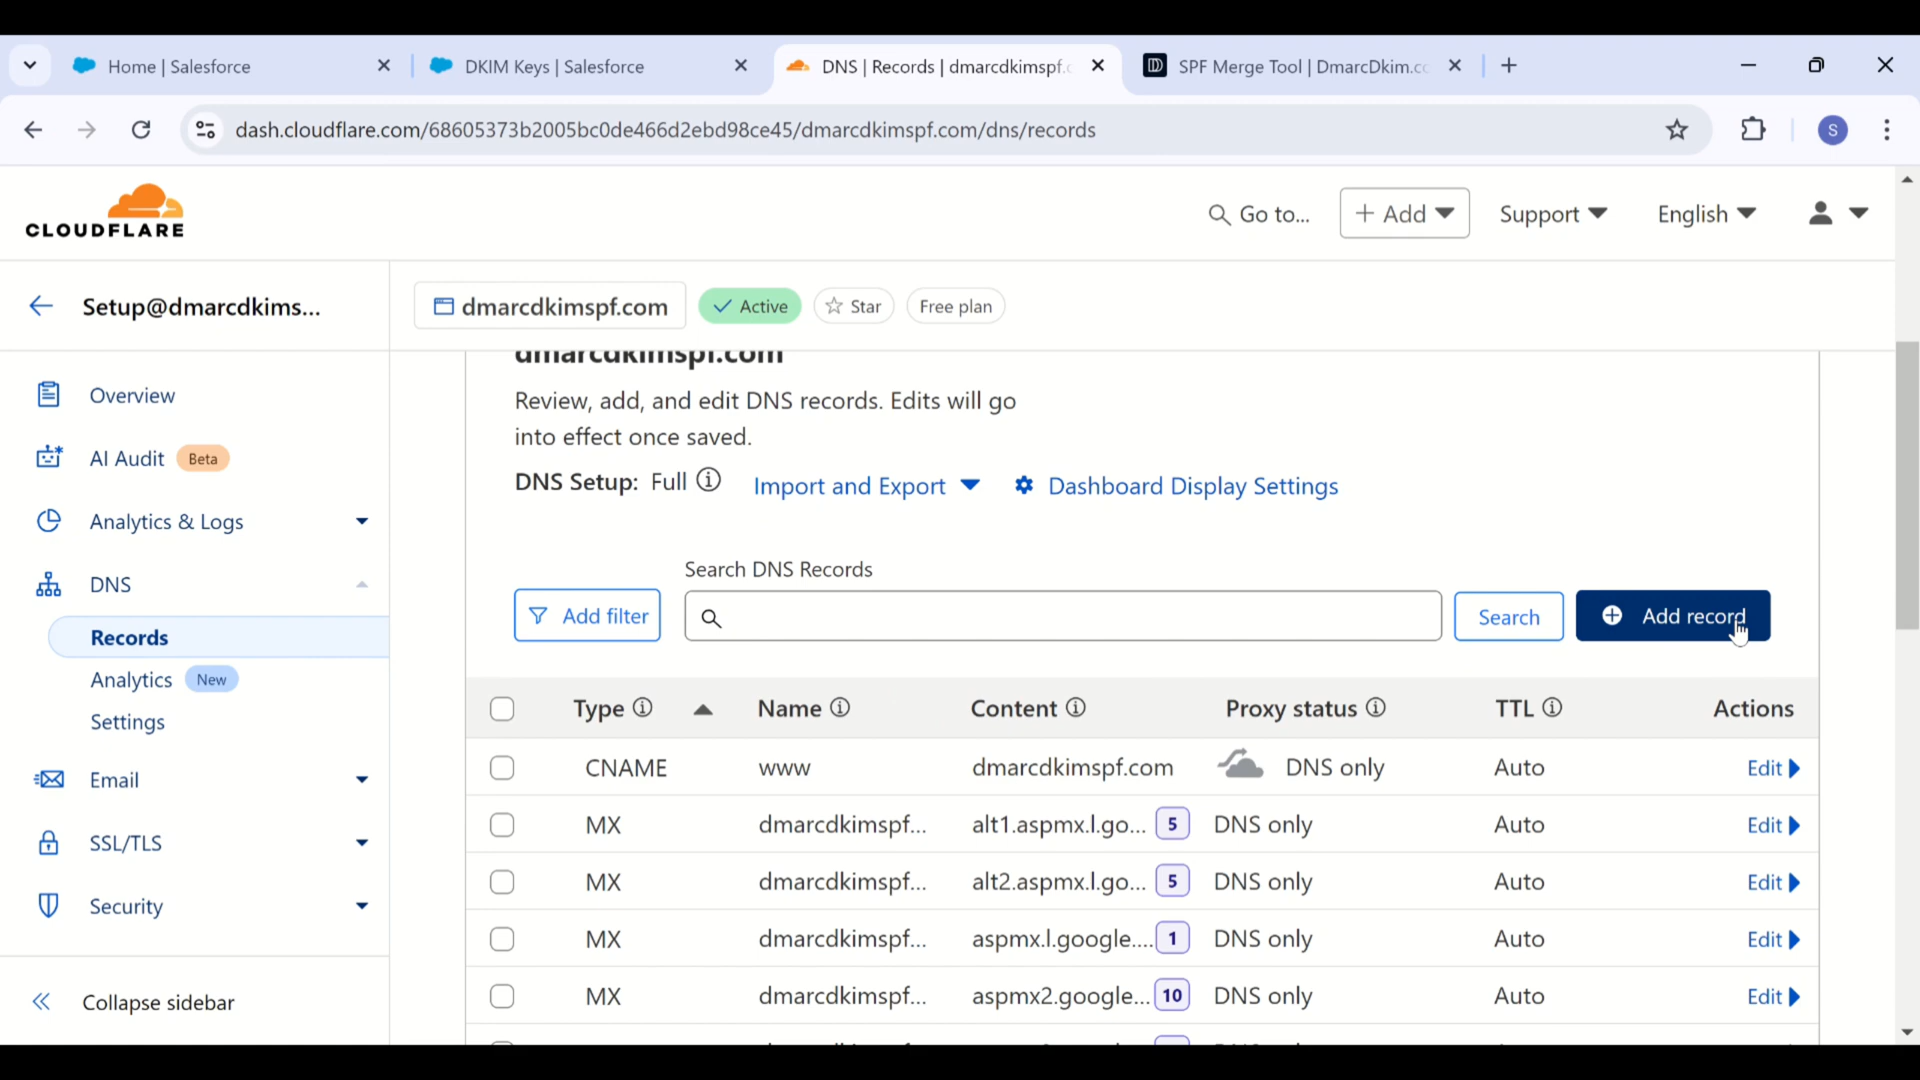 Home | Salesforce
DKIM Keys | Salesforce
DNS | Records | dmarcdkimspf.c
SPF Merge Tool | DmarcDkim.co
dash.cloudflare.com/68605373b2005bc0de466d2ebd98ce45/dmarcdkimspf.com/dns/records
S
CLOUDFLARE
Go to...
+ Add
Support
English
Setup@dmarcdkims...
dmarcdkimspf.com
Active
Star
Free plan
Overview
AI Audit Beta
Analytics & Logs
DNS
Records
Analytics New
Settings
Email
SSL/TLS
Security
Collapse sidebar
dmarcdkimspf.com
Review, add, and edit DNS records. Edits will go
into effect once saved.
DNS Setup: Full
Import and Export
Dashboard Display Settings
Search DNS Records
Add filter
Search
Add record
Type Name Content Proxy status TTL Actions
CNAME www dmarcdkimspf.com DNS only Auto Edit
MX dmarcdkimspf... alt1.aspmx.l.go... 5 DNS only Auto Edit
MX dmarcdkimspf... alt2.aspmx.l.go... 5 DNS only Auto Edit
MX dmarcdkimspf... aspmx.l.google.... 1 DNS only Auto Edit
MX dmarcdkimspf... aspmx2.google... 10 DNS only Auto Edit